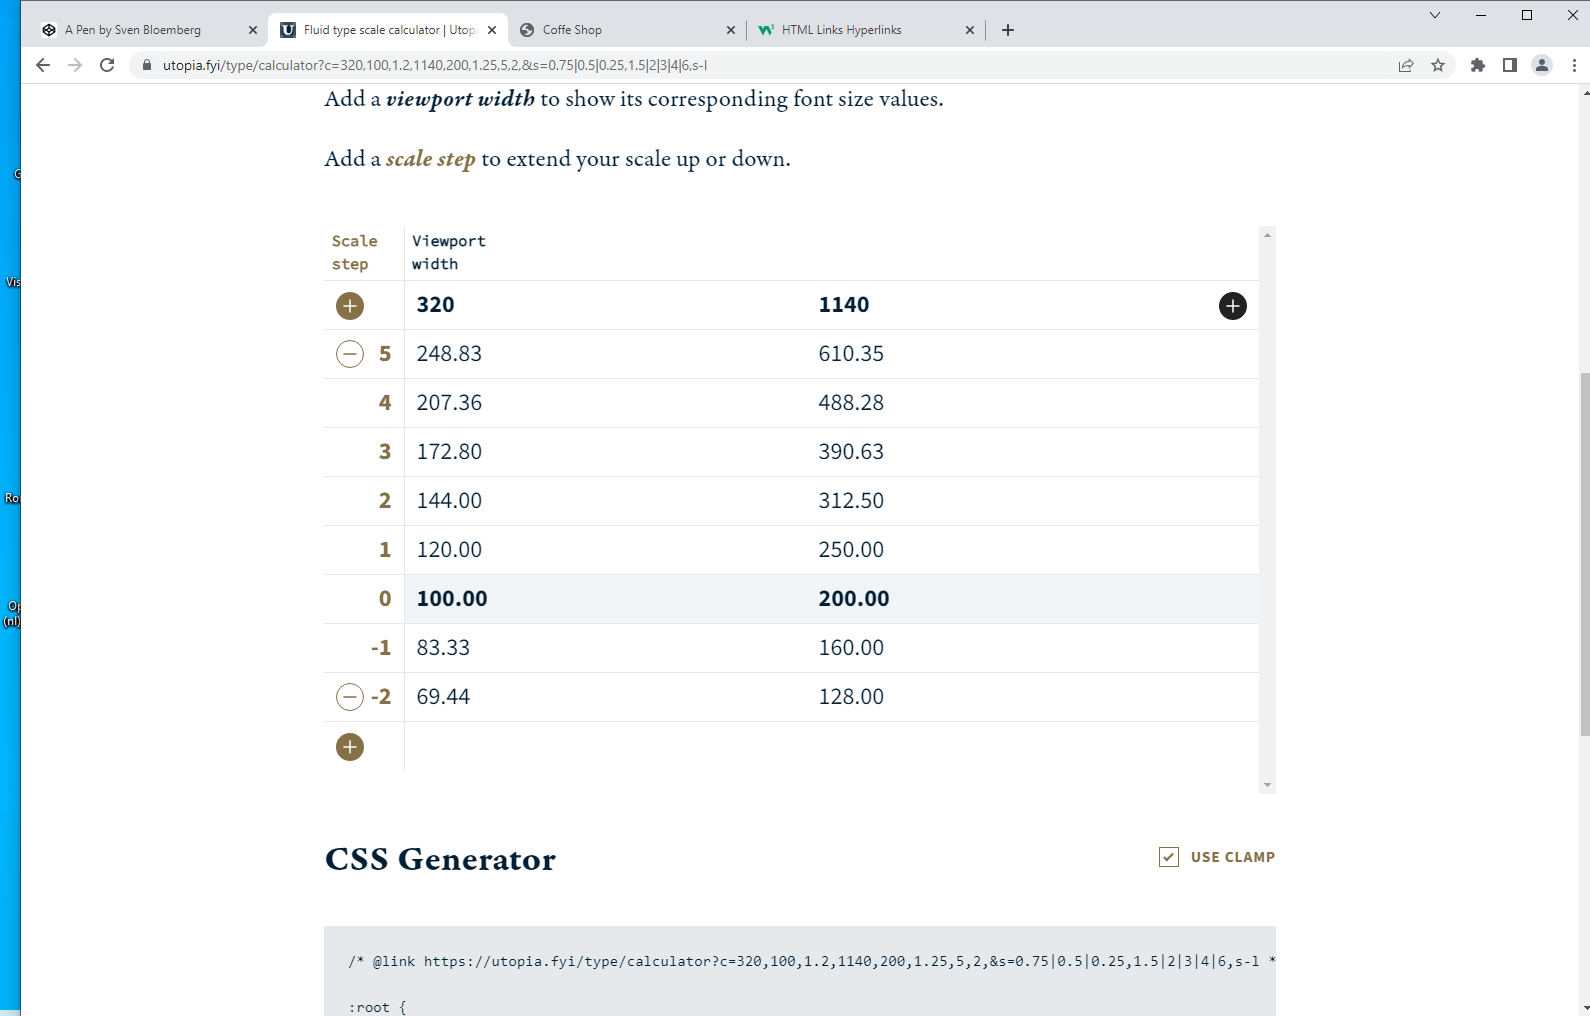 A Pen by Sven Bloemberg
Fluid type scale calculator | Utop
Coffe Shop
HTML Links Hyperlinks
utopia.fyi/type/calculator?c=320,100,1.2,1140,200,1.25,5,2,&s=0.75|0.5|0.25,1.5|2|3|4|6,s-l
Add a viewport width to show its corresponding font size values.
Add a scale step to extend your scale up or down.
Scale step
Viewport width
320 1140
5 248.83 610.35
4 207.36 488.28
3 172.80 390.63
2 144.00 312.50
1 120.00 250.00
0 100.00 200.00
-1 83.33 160.00
-2 69.44 128.00
CSS Generator
USE CLAMP
/* @link https://utopia.fyi/type/calculator?c=320,100,1.2,1140,200,1.25,5,2,&s=0.75|0.5|0.25,1.5|2|3|4|6,s-l *
:root {
G
Vis
Ro
Op
(nl)